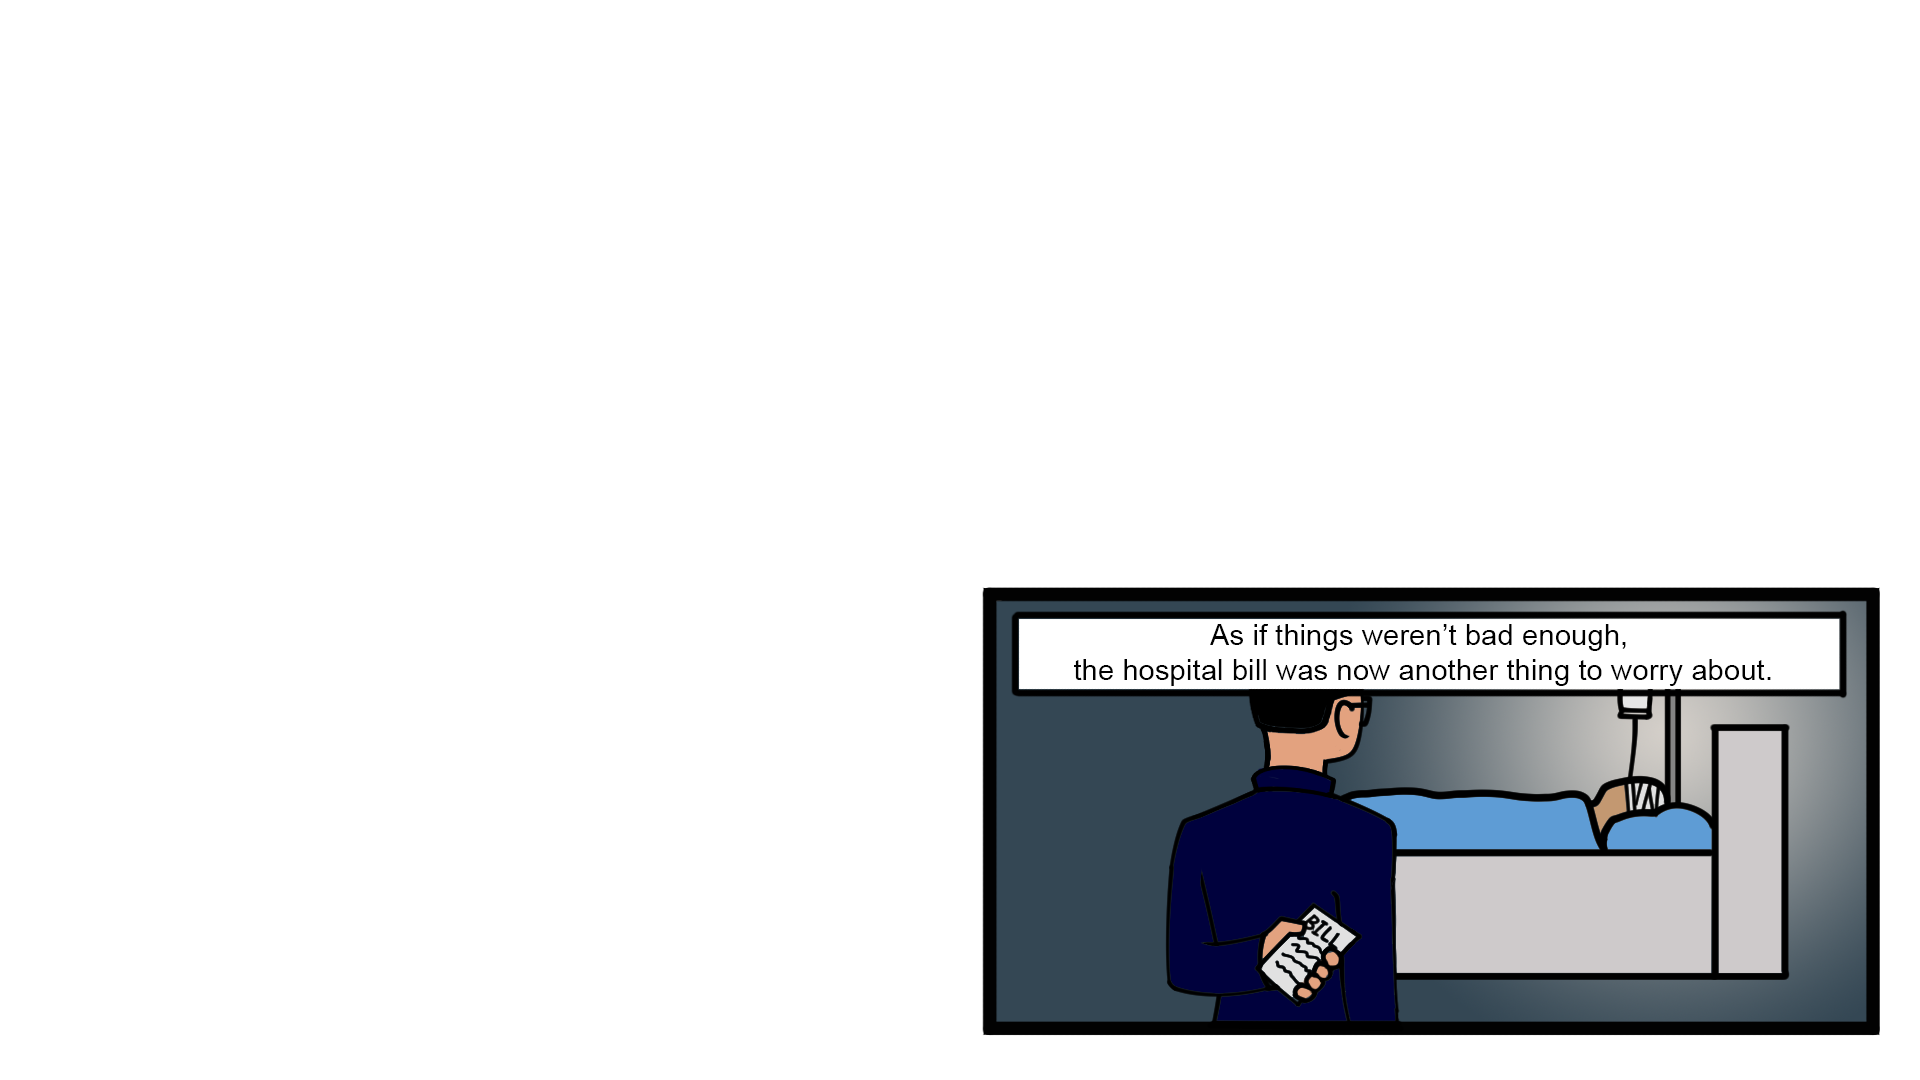 As if things weren’t bad enough,
the hospital bill was now another thing to worry about.
BILL